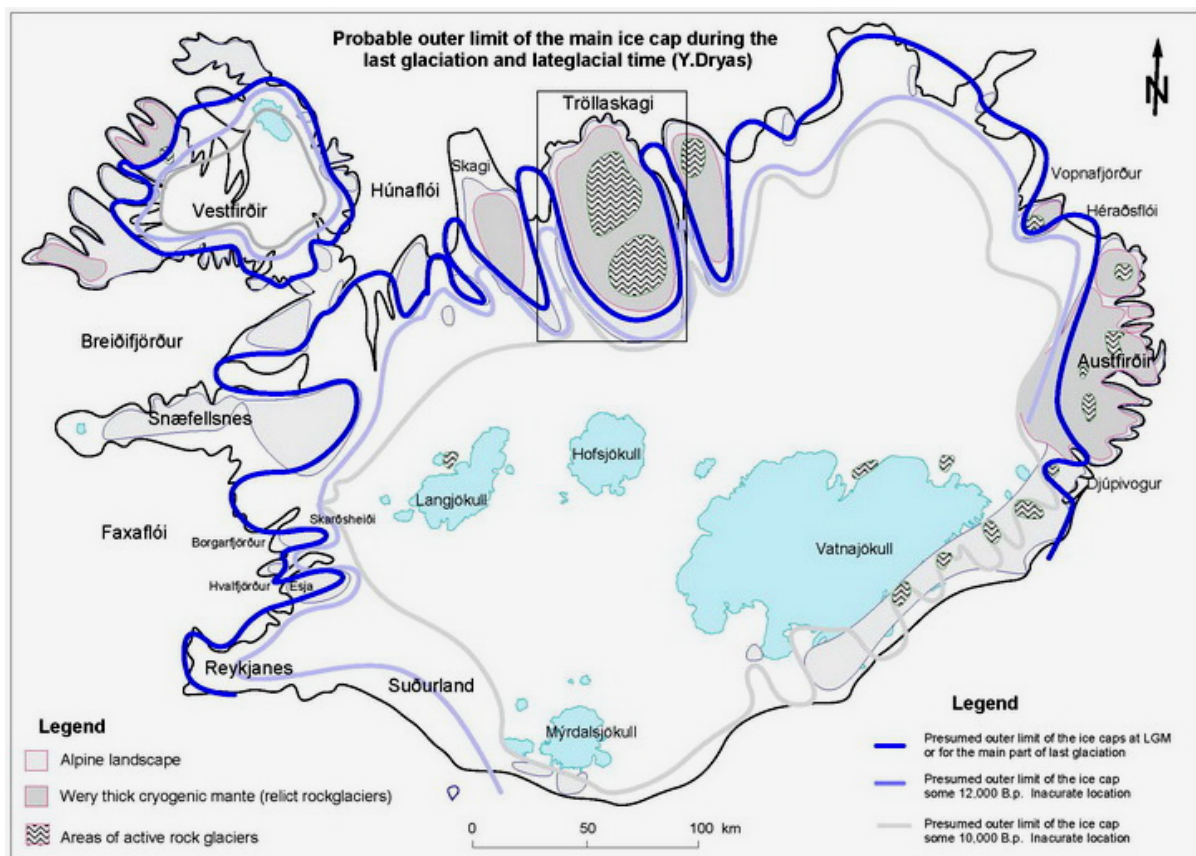 Probable outer limit of the main ice cap during the
last glaciation and lateglacial time (Y.Dryas)
N
Tröllaskagi
Skagi
Húnaflói
Vestfirðir
Vopnafjörður
Héraðsflói
Breiðifjörður
Austfirðir
Snæfellsnes
Hofsjökull
Langjökull
Djúpivogur
Skarðsheiði
Faxaflói
Borgarfjörður
Vatnajökull
Hvalfjörður
Esja
Reykjanes
Suðurland
Mýrdalsjökull
Legend
Alpine landscape
Wery thick cryogenic mante (relict rockglaciers)
Areas of active rock glaciers
0 50 100 km
Legend
Presumed outer limit of the ice caps at LGM
or for the main part of last glaciation
Presumed outer limit of the ice cap
some 12,000 B.p. Inacurate location
Presumed outer limit of the ice cap
some 10,000 B.p. Inacurate location